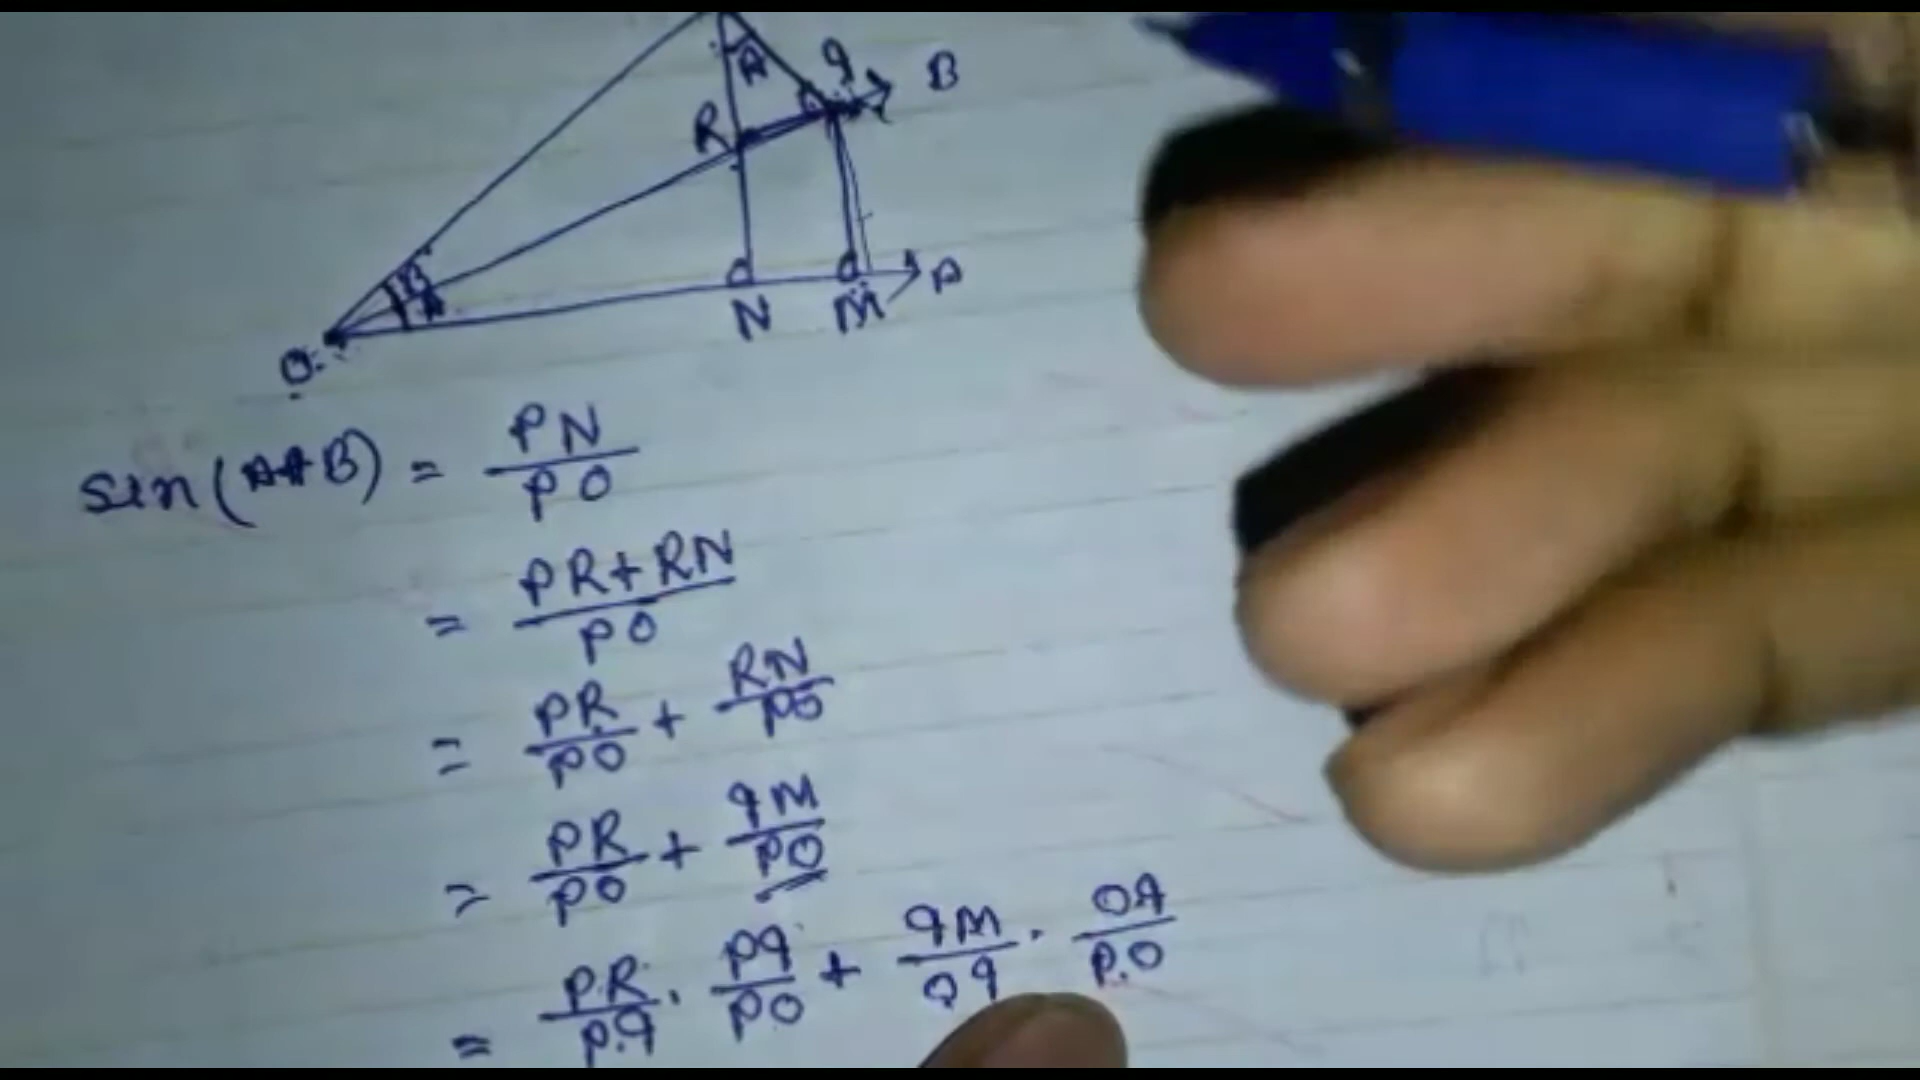 A
q
B
R
B
A
N
M
A
O
sin(A+B) = PN/PO
= PR+RN/PO
= PR/PO + RN/PO
= PR/PO + qM/PO
= PR/Pq . Pq/PO + qM/Oq . Oq/PO